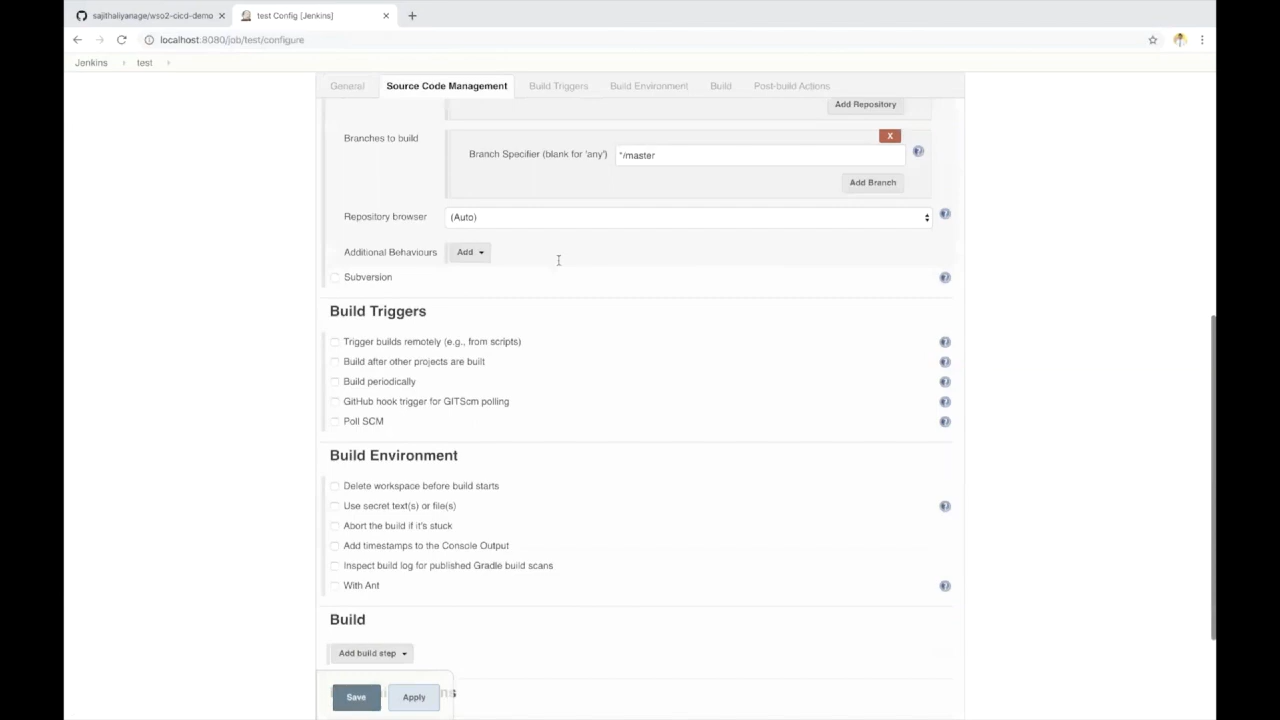 sajithaliyanage/wso2-cicd-demo
test Config [Jenkins]
localhost:8080/job/test/configure
Jenkins
test
General
Source Code Management
Build Triggers
Build Environment
Build
Post-build Actions
Add Repository
Branches to build
X
Branch Specifier (blank for 'any')
*/master
Add Branch
Repository browser
(Auto)
Additional Behaviours
Add
Subversion
Build Triggers
Trigger builds remotely (e.g., from scripts)
Build after other projects are built
Build periodically
GitHub hook trigger for GITScm polling
Poll SCM
Build Environment
Delete workspace before build starts
Use secret text(s) or file(s)
Abort the build if it's stuck
Add timestamps to the Console Output
Inspect build log for published Gradle build scans
With Ant
Build
Add build step
Save
Apply